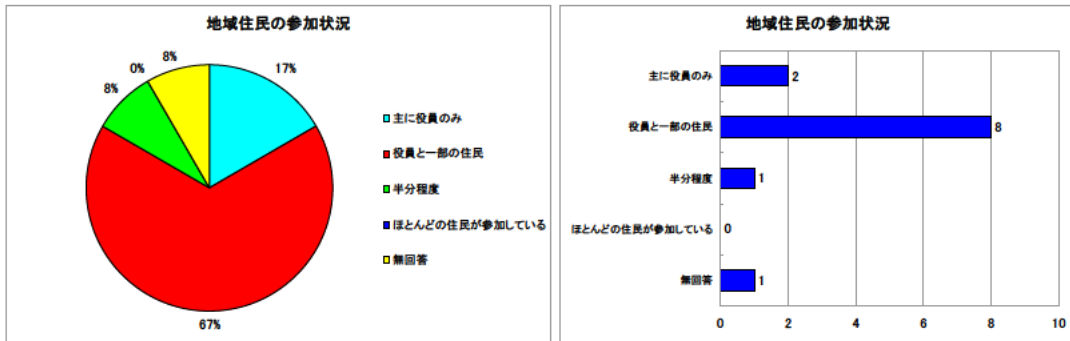 地域住民の参加状況
17%
67%
8%
0%
8%
主に役員のみ
役員と一部の住民
半分程度
ほとんどの住民が参加している
無回答
地域住民の参加状況
主に役員のみ 2
役員と一部の住民 8
半分程度 1
ほとんどの住民が参加している 0
無回答 1
0 2 4 6 8 10